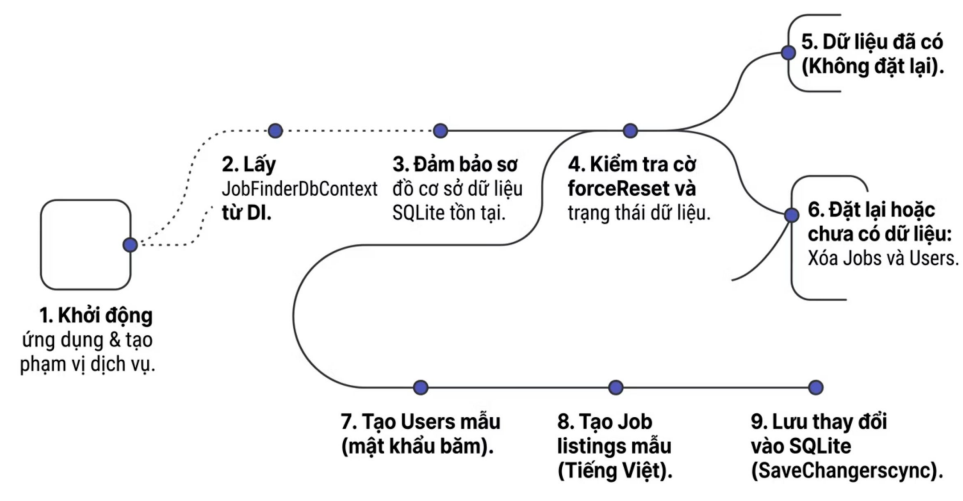 1. Khởi động
ứng dụng & tạo
phạm vị dịch vụ.
2. Lấy
JobFinderDbContext
từ DI.
3. Đảm bảo sơ
đồ cơ sở dữ liệu
SQLite tồn tại.
4. Kiểm tra cờ
forceReset và
trạng thái dữ liệu.
5. Dữ liệu đã có
(Không đặt lại).
6. Đặt lại hoặc
chưa có dữ liệu:
Xóa Jobs và Users.
7. Tạo Users mẫu
(mật khẩu băm).
8. Tạo Job
listings mẫu
(Tiếng Việt).
9. Lưu thay đổi
vào SQLite
(SaveChangerscync).